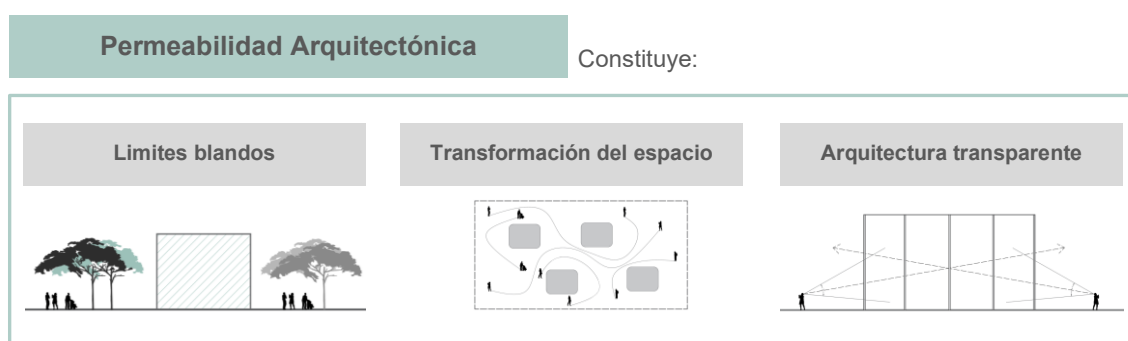 Permeabilidad Arquitectónica
Constituye:
Limites blandos
Transformación del espacio
Arquitectura transparente